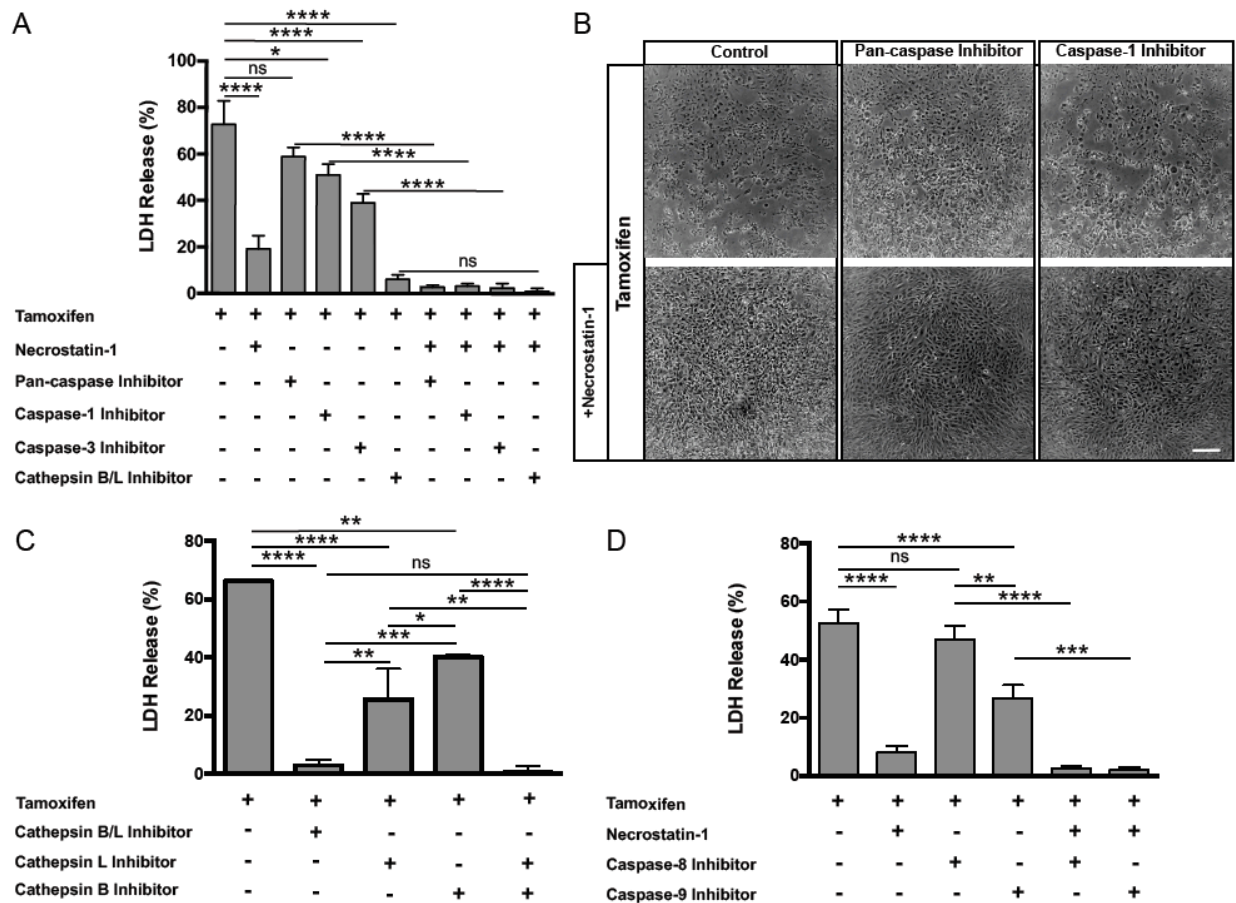 A
****
****
*
ns
****
****
****
****
ns
100
80
60
40
20
0
LDH Release (%)
Tamoxifen + + + + + + + + + +
Necrostatin-1 - + - - - - + + + +
Pan-caspase Inhibitor - - + - - - + - - -
Caspase-1 Inhibitor - - - + - - - + - -
Caspase-3 Inhibitor - - - - + - - - + -
Cathepsin B/L Inhibitor - - - - - + - - - +
B
Control Pan-caspase Inhibitor Caspase-1 Inhibitor
Tamoxifen
+Necrostatin-1
C
**
****
****
ns
****
**
*
***
**
80
60
40
20
0
LDH Release (%)
Tamoxifen + + + + +
Cathepsin B/L Inhibitor - + - - -
Cathepsin L Inhibitor - - + - +
Cathepsin B Inhibitor - - - + +
D
****
ns
****
**
****
***
80
60
40
20
0
LDH Release (%)
Tamoxifen + + + + + +
Necrostatin-1 - + - - + +
Caspase-8 Inhibitor - - + - + -
Caspase-9 Inhibitor - - - + - +